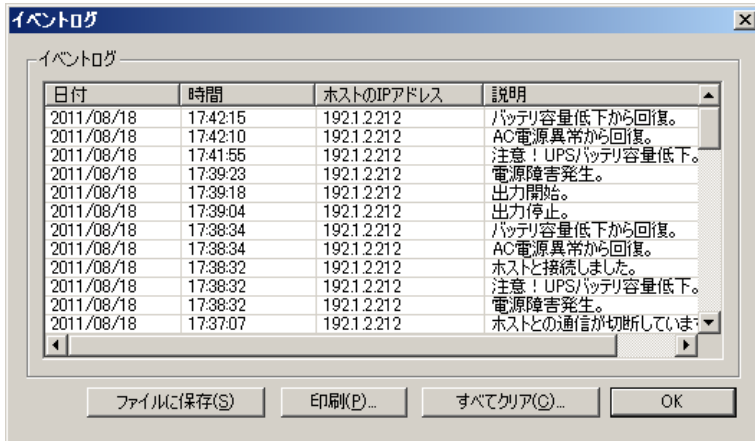 イベントログ
イベントログ
日付 時間 ホストのIPアドレス 説明
2011/08/18 17:42:15 192.1.2.212 バッテリ容量低下から回復。
2011/08/18 17:42:10 192.1.2.212 AC電源異常から回復。
2011/08/18 17:41:55 192.1.2.212 注意!UPSバッテリ容量低下。
2011/08/18 17:39:23 192.1.2.212 電源障害発生。
2011/08/18 17:39:18 192.1.2.212 出力開始。
2011/08/18 17:39:04 192.1.2.212 出力停止。
2011/08/18 17:38:34 192.1.2.212 バッテリ容量低下から回復。
2011/08/18 17:38:34 192.1.2.212 AC電源異常から回復。
2011/08/18 17:38:32 192.1.2.212 ホストと接続しました。
2011/08/18 17:38:32 192.1.2.212 注意!UPSバッテリ容量低下。
2011/08/18 17:38:32 192.1.2.212 電源障害発生。
2011/08/18 17:37:07 192.1.2.212 ホストとの通信が切断しています
ファイルに保存(S) 印刷(P)... すべてクリア(C)... OK